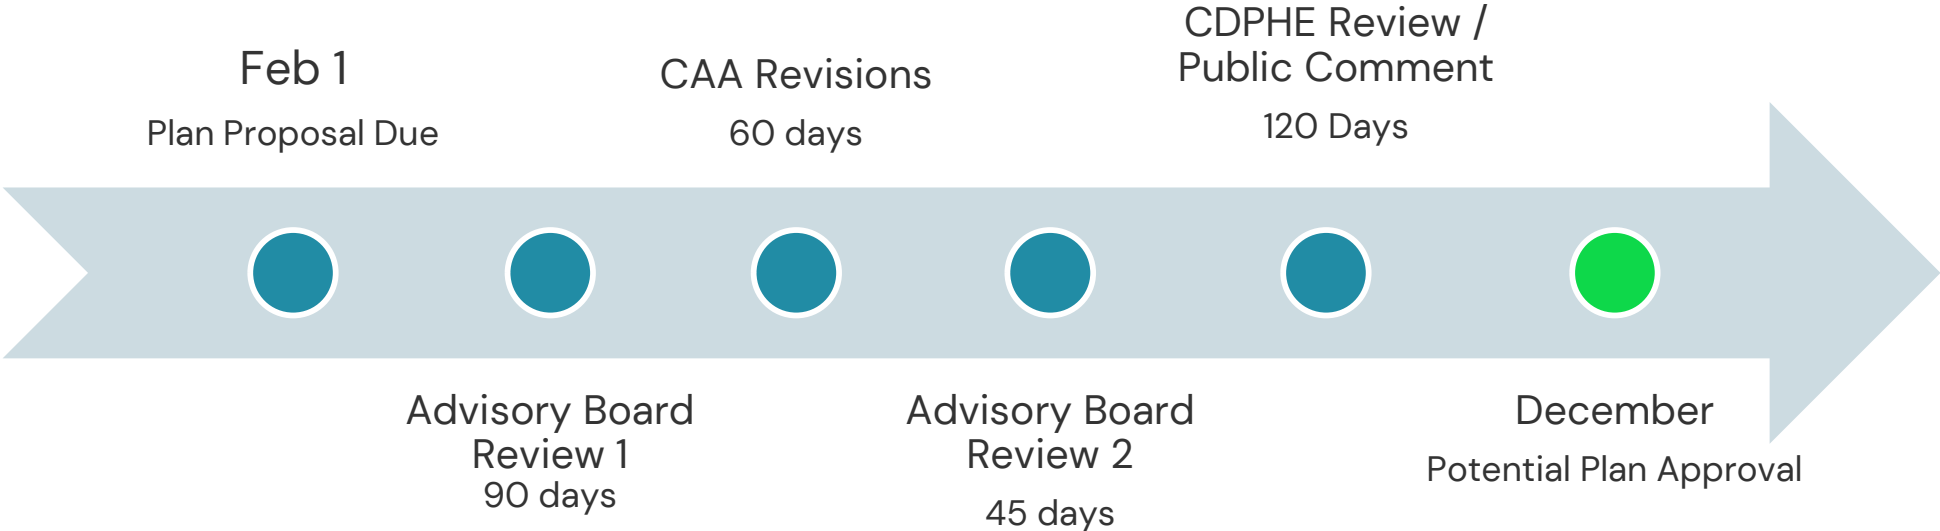 Feb 1
Plan Proposal Due
Advisory Board
Review 1
90 days
CAA Revisions
60 days
Advisory Board
Review 2
45 days
CDPHE Review /
Public Comment
120 Days
December
Potential Plan Approval